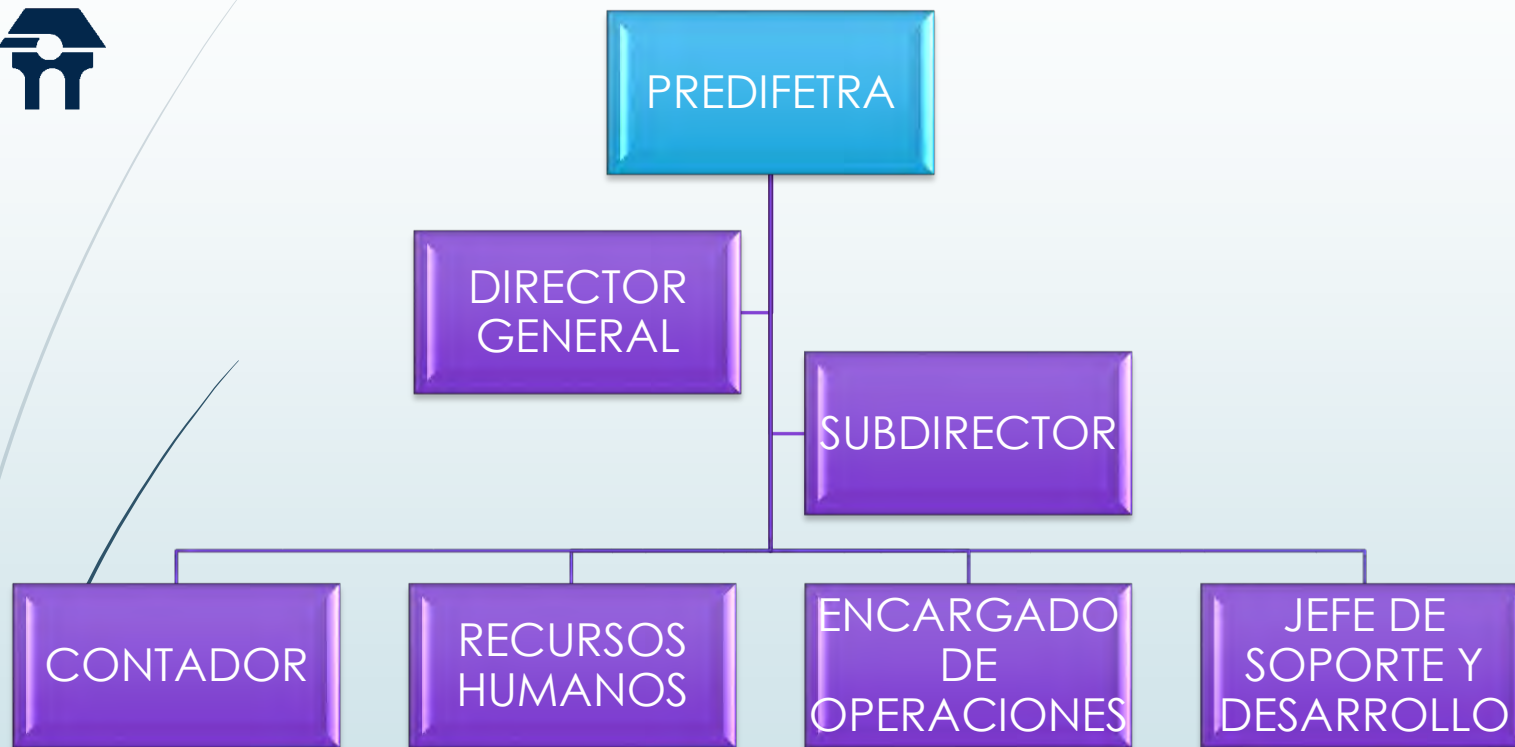 PREDIFETRA
DIRECTOR
GENERAL
SUBDIRECTOR
CONTADOR
RECURSOS
HUMANOS
ENCARGADO
DE
OPERACIONES
JEFE DE
SOPORTE Y
DESARROLLO